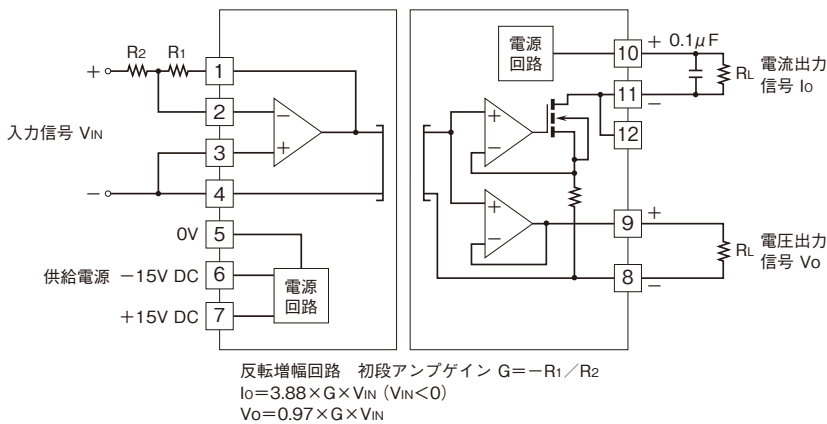 R2
R1
1
2
3
4
5
6
7
+
−
入力信号 VIN
−
+
0V
供給電源 −15V DC
+15V DC
電源
回路
電源
回路
10
11
12
9
8
+
−
+
−
+ 0.1μF
−
RL
電流出力
信号 IO
+
−
RL
電圧出力
信号 Vo
反転増幅回路 初段アンプゲイン G=−R1/R2
IO=3.88×G×VIN (VIN<0)
Vo=0.97×G×VIN